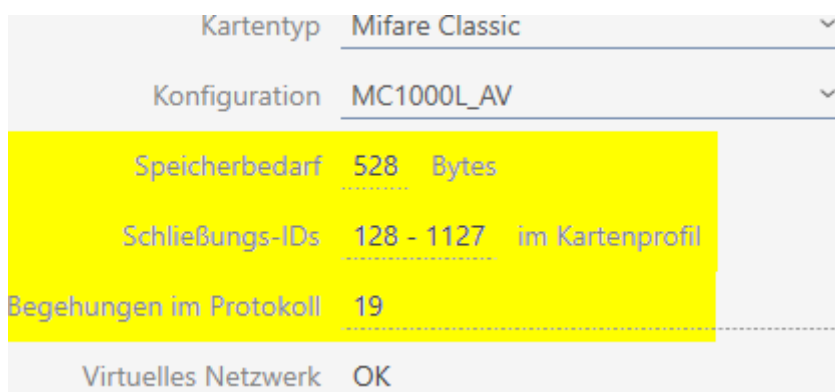 Kartentyp Mifare Classic
Konfiguration MC1000L_AV
Speicherbedarf 528 Bytes
Schließungs-IDs 128 - 1127 im Kartenprofil
Begehungen im Protokoll 19
Virtuelles Netzwerk OK